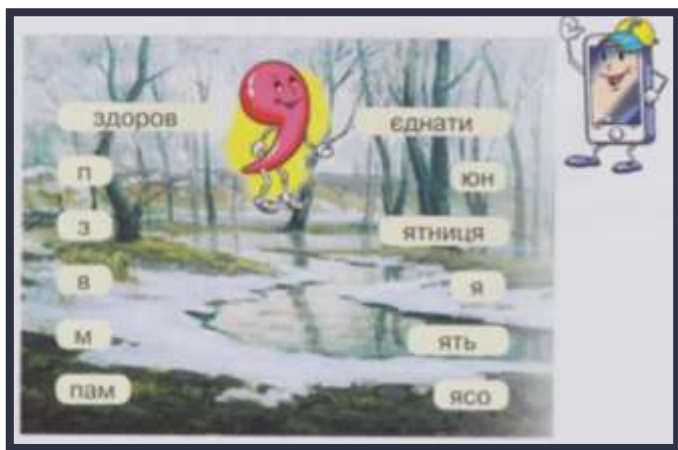 здоров
єднати
п
юн
з
ятниця
в
я
м
ять
пам
ясо